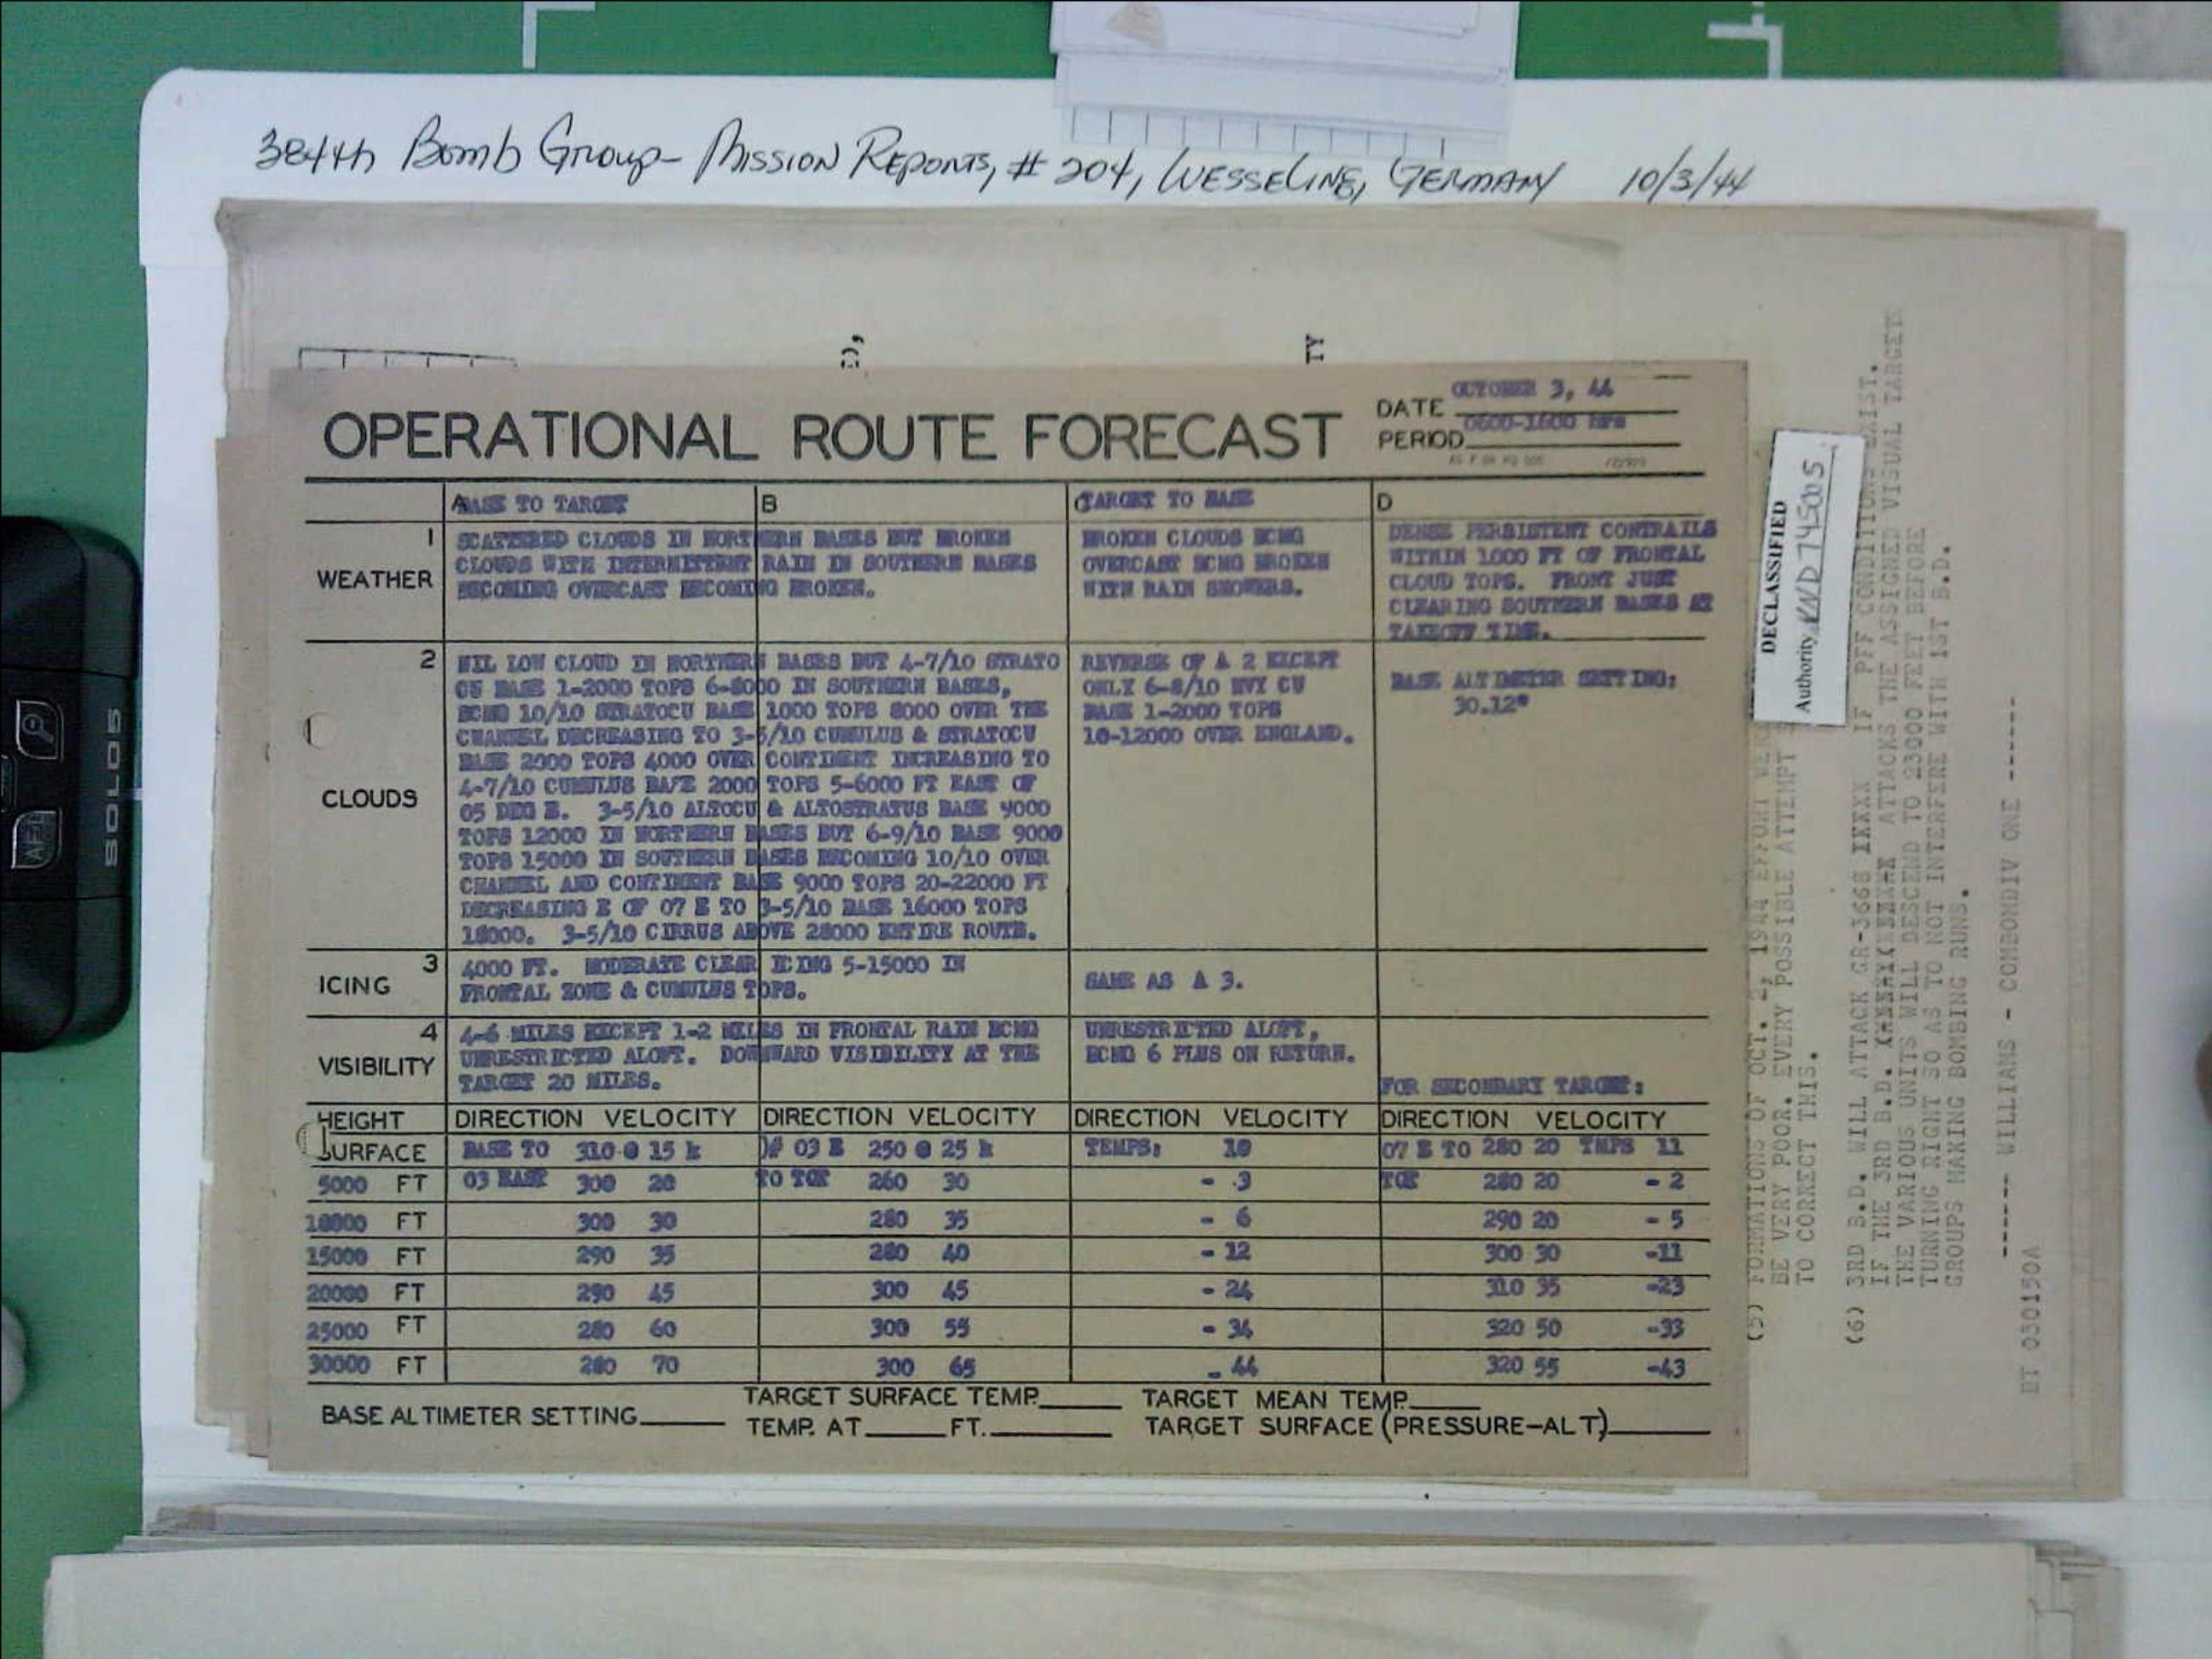 384th Bomb Group - Mission Reports, # 204, Wesseling, Germany 10/3/44
OPERATIONAL ROUTE FORECAST
DATE OCTOBER 3, 44
PERIOD 0600-1600 hrs
A BASE TO TARGET B C TARGET TO BASE D
1
WEATHER
SCATTERED CLOUDS IN NORTHERN BASES BUT BROKEN
CLOUDS WITH INTERMITTENT RAIN IN SOUTHERN BASES
BECOMING OVERCAST BECOMING BROKEN.
BROKEN CLOUDS BCMG
OVERCAST BCMG BROKEN
WITH RAIN SHOWERS.
DENSE PERSISTENT CONTRAILS
WITHIN 1000 FT OF FRONTAL
CLOUD TOPS. FRONT JUST
CLEARING SOUTHERN BASES AT
TAKEOFF TIME.
2
CLOUDS
NIL LOW CLOUD IN NORTHERN BASES BUT 4-7/10 STRATO
CU BASE 1-2000 TOPS 6-8000 IN SOUTHERN BASES,
BCMG 10/10 STRATOCU BASE 1000 TOPS 8000 OVER THE
CHANNEL DECREASING TO 3-5/10 CUMULUS & STRATOCU
BASE 2000 TOPS 4000 OVER CONTINENT INCREASING TO
4-7/10 CUMULUS BASE 2000 TOPS 5-6000 FT EAST OF
05 DEG E. 3-5/10 ALTOCU & ALTOSTRATUS BASE 9000
TOPS 12000 IN NORTHERN BASES BUT 6-9/10 BASE 9000
TOPS 15000 IN SOUTHERN BASES BECOMING 10/10 OVER
CHANNEL AND CONTINENT BASE 9000 TOPS 20-22000 FT
DECREASING E OF 07 E TO 3-5/10 BASE 16000 TOPS
18000. 3-5/10 CIRRUS ABOVE 28000 ENTIRE ROUTE.
REVERSE OF A 2 EXCEPT
ONLY 6-8/10 HVY CU
BASE 1-2000 TOPS
10-12000 OVER ENGLAND.
BASE ALTIMETER SETTING:
30.12"
3
ICING
4000 FT. MODERATE CLEAR ICING 5-15000 IN
FRONTAL ZONE & CUMULUS TOPS.
SAME AS A 3.
4
VISIBILITY
4-6 MILES EXCEPT 1-2 MILES IN FRONTAL RAIN BCMG
UNRESTRICTED ALOFT. DOWNWARD VISIBILITY AT THE
TARGET 20 MILES.
UNRESTRICTED ALOFT,
BCMG 6 PLUS ON RETURN.
FOR SECONDARY TARGET:
HEIGHT DIRECTION VELOCITY DIRECTION VELOCITY DIRECTION VELOCITY DIRECTION VELOCITY
SURFACE BASE TO 310 @ 15 k 03 E 250 @ 25 k TEMPS: 10 07 E TO 280 20 TMPS 11
5000 FT 03 EAST 300 20 TO TGT 260 30 - 3 TGT 280 20 - 2
10000 FT 300 30 280 35 - 6 290 20 - 5
15000 FT 290 35 280 40 - 12 300 30 -11
20000 FT 290 45 300 45 - 24 310 35 -23
25000 FT 280 60 300 55 - 34 320 50 -33
30000 FT 280 70 300 65 - 44 320 55 -43
BASE ALTIMETER SETTING
TARGET SURFACE TEMP.
TARGET MEAN TEMP.
TEMP. AT FT.
TARGET SURFACE (PRESSURE-ALT)
DECLASSIFIED
Authority NND 745005
(5) FORMATIONS OF OCT. 2, 1944 EFFORT
BE VERY POOR. EVERY POSSIBLE ATTEMPT
TO CORRECT THIS.
(6) 3RD B.D. WILL ATTACK GR-3668 IF PFF CONDITIONS EXIST.
IF THE 3RD B.D. ATTACKS THE ASSIGNED VISUAL TARGETS
THE VARIOUS UNITS WILL DESCEND TO 23000 FEET BEFORE
TURNING RIGHT SO AS TO NOT INTERFERE WITH 1ST B.D.
GROUPS MAKING BOMBING RUNS.
------ WILLIAMS - COMBOMDIV ONE ------
BT 030150A
SOLO5
AF
TY